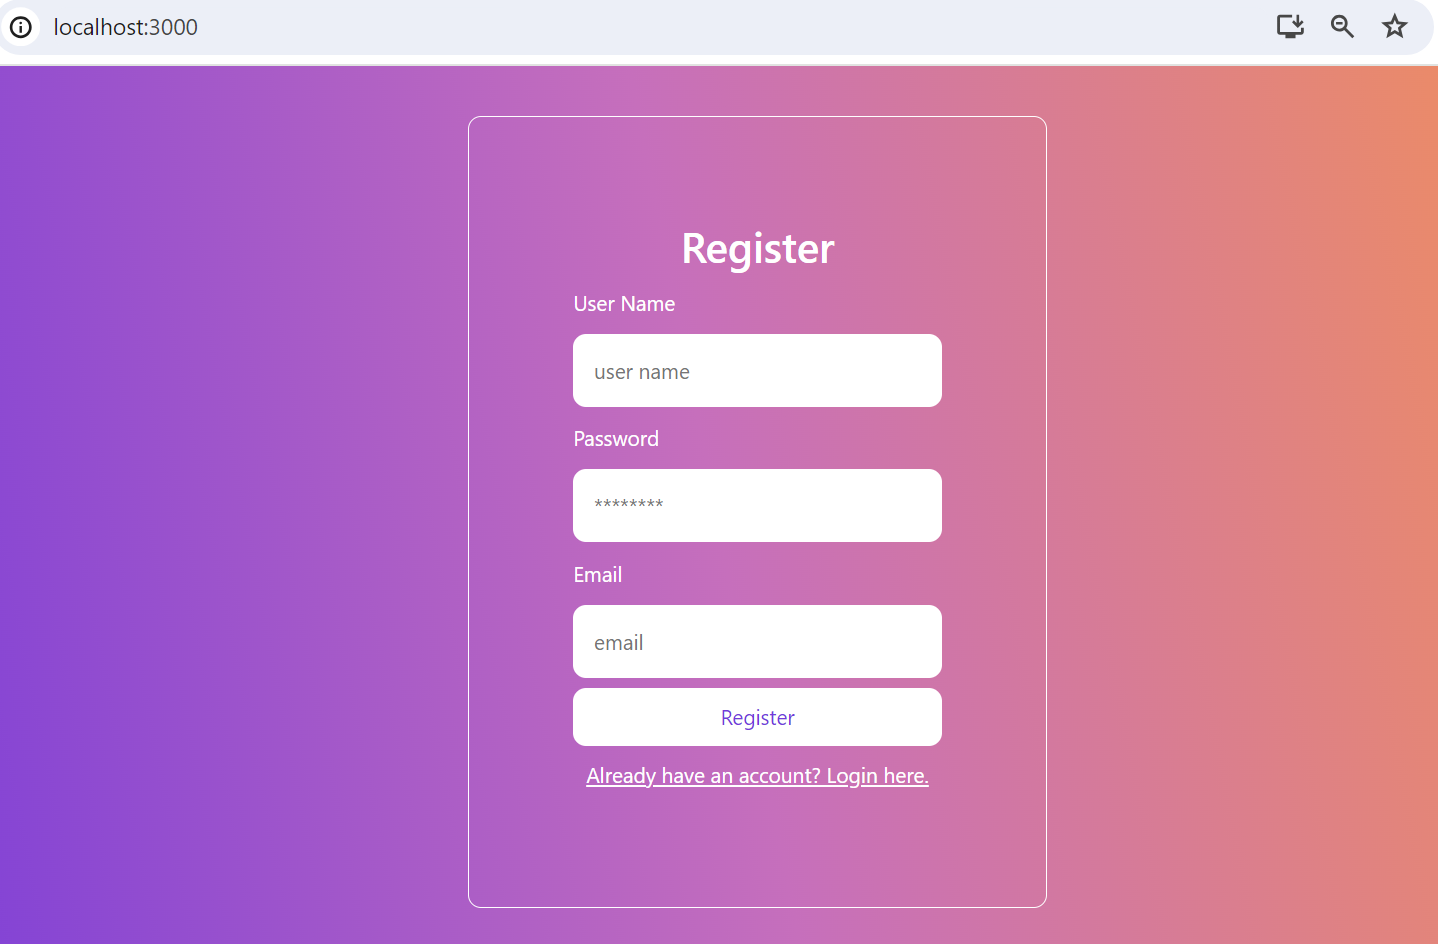 localhost:3000
Register
User Name
user name
Password
********
Email
email
Register
Already have an account? Login here.